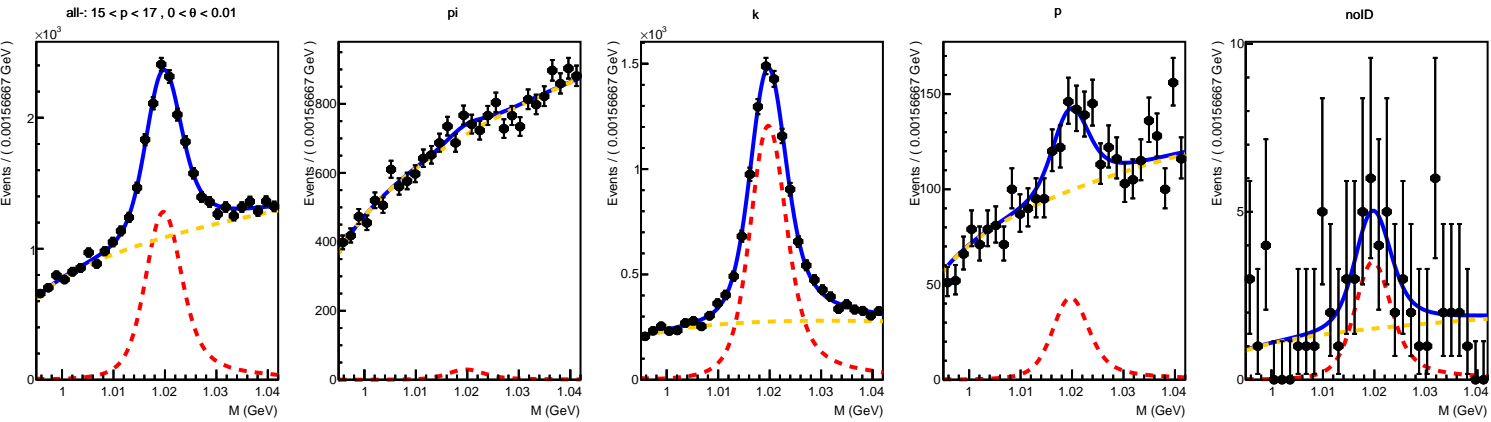 all-: 15 < p < 17 , 0 < θ < 0.01
×10³
Events / ( 0.00156667 GeV )
2
1
0
1 1.01 1.02 1.03 1.04
M (GeV)
pi
Events / ( 0.00156667 GeV )
800
600
400
200
0
1 1.01 1.02 1.03 1.04
M (GeV)
k
×10³
Events / ( 0.00156667 GeV )
1.5
1
0.5
0
1 1.01 1.02 1.03 1.04
M (GeV)
p
Events / ( 0.00156667 GeV )
150
100
50
0
1 1.01 1.02 1.03 1.04
M (GeV)
noID
Events / ( 0.00156667 GeV )
10
5
0
1 1.01 1.02 1.03 1.04
M (GeV)